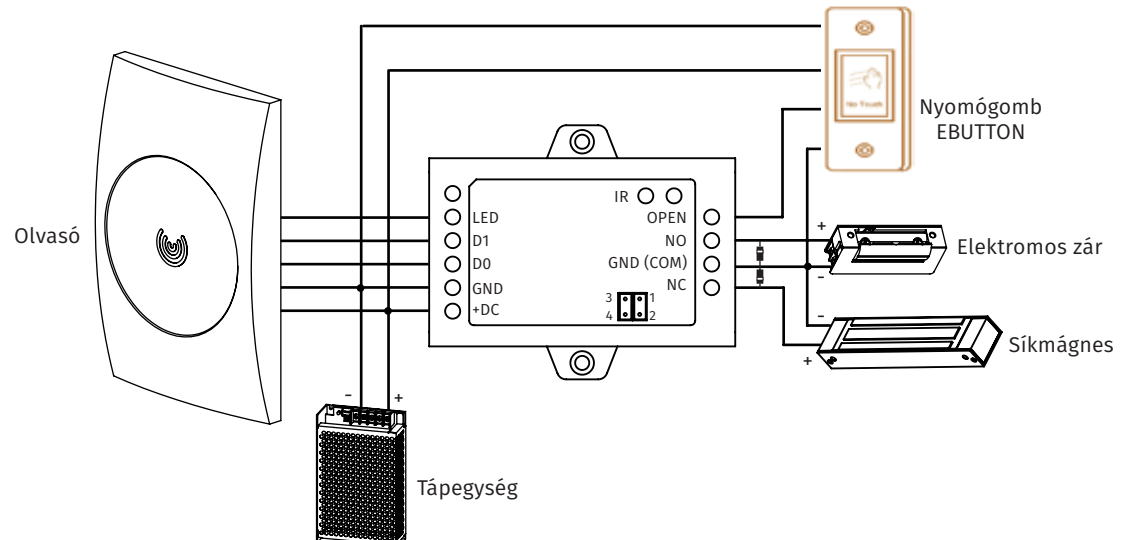 No Touch
Nyomógomb
EBUTTON
Olvasó
IR
LED
D1
D0
GND
+DC
OPEN
NO
GND (COM)
NC
3
1
4
2
+
-
Elektromos zár
-
+
Síkmágnes
-
+
Tápegység